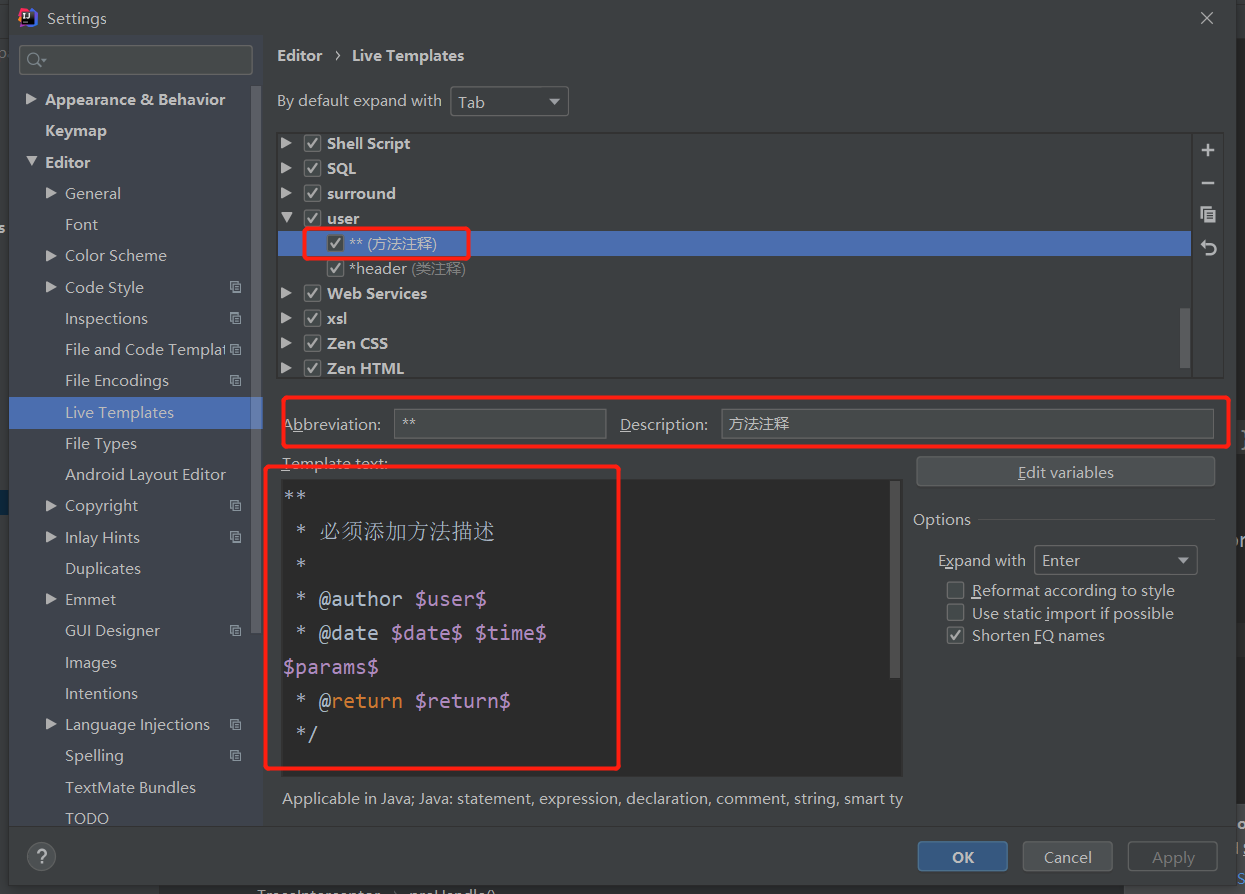 Settings
Editor › Live Templates
By default expand with Tab
Appearance & Behavior
Keymap
Editor
General
Font
Color Scheme
Code Style
Inspections
File and Code Templat
File Encodings
Live Templates
File Types
Android Layout Editor
Copyright
Inlay Hints
Duplicates
Emmet
GUI Designer
Images
Intentions
Language Injections
Spelling
TextMate Bundles
TODO
Shell Script
SQL
surround
user
** (方法注释)
*header (类注释)
Web Services
xsl
Zen CSS
Zen HTML
Abbreviation: ** Description: 方法注释
Template text:
**
* 必须添加方法描述
*
* @author $user$
* @date $date$ $time$
$params$
* @return $return$
*/
Edit variables
Options
Expand with Enter
Reformat according to style
Use static import if possible
Shorten FQ names
Applicable in Java; Java: statement, expression, declaration, comment, string, smart ty
?
OK Cancel Apply